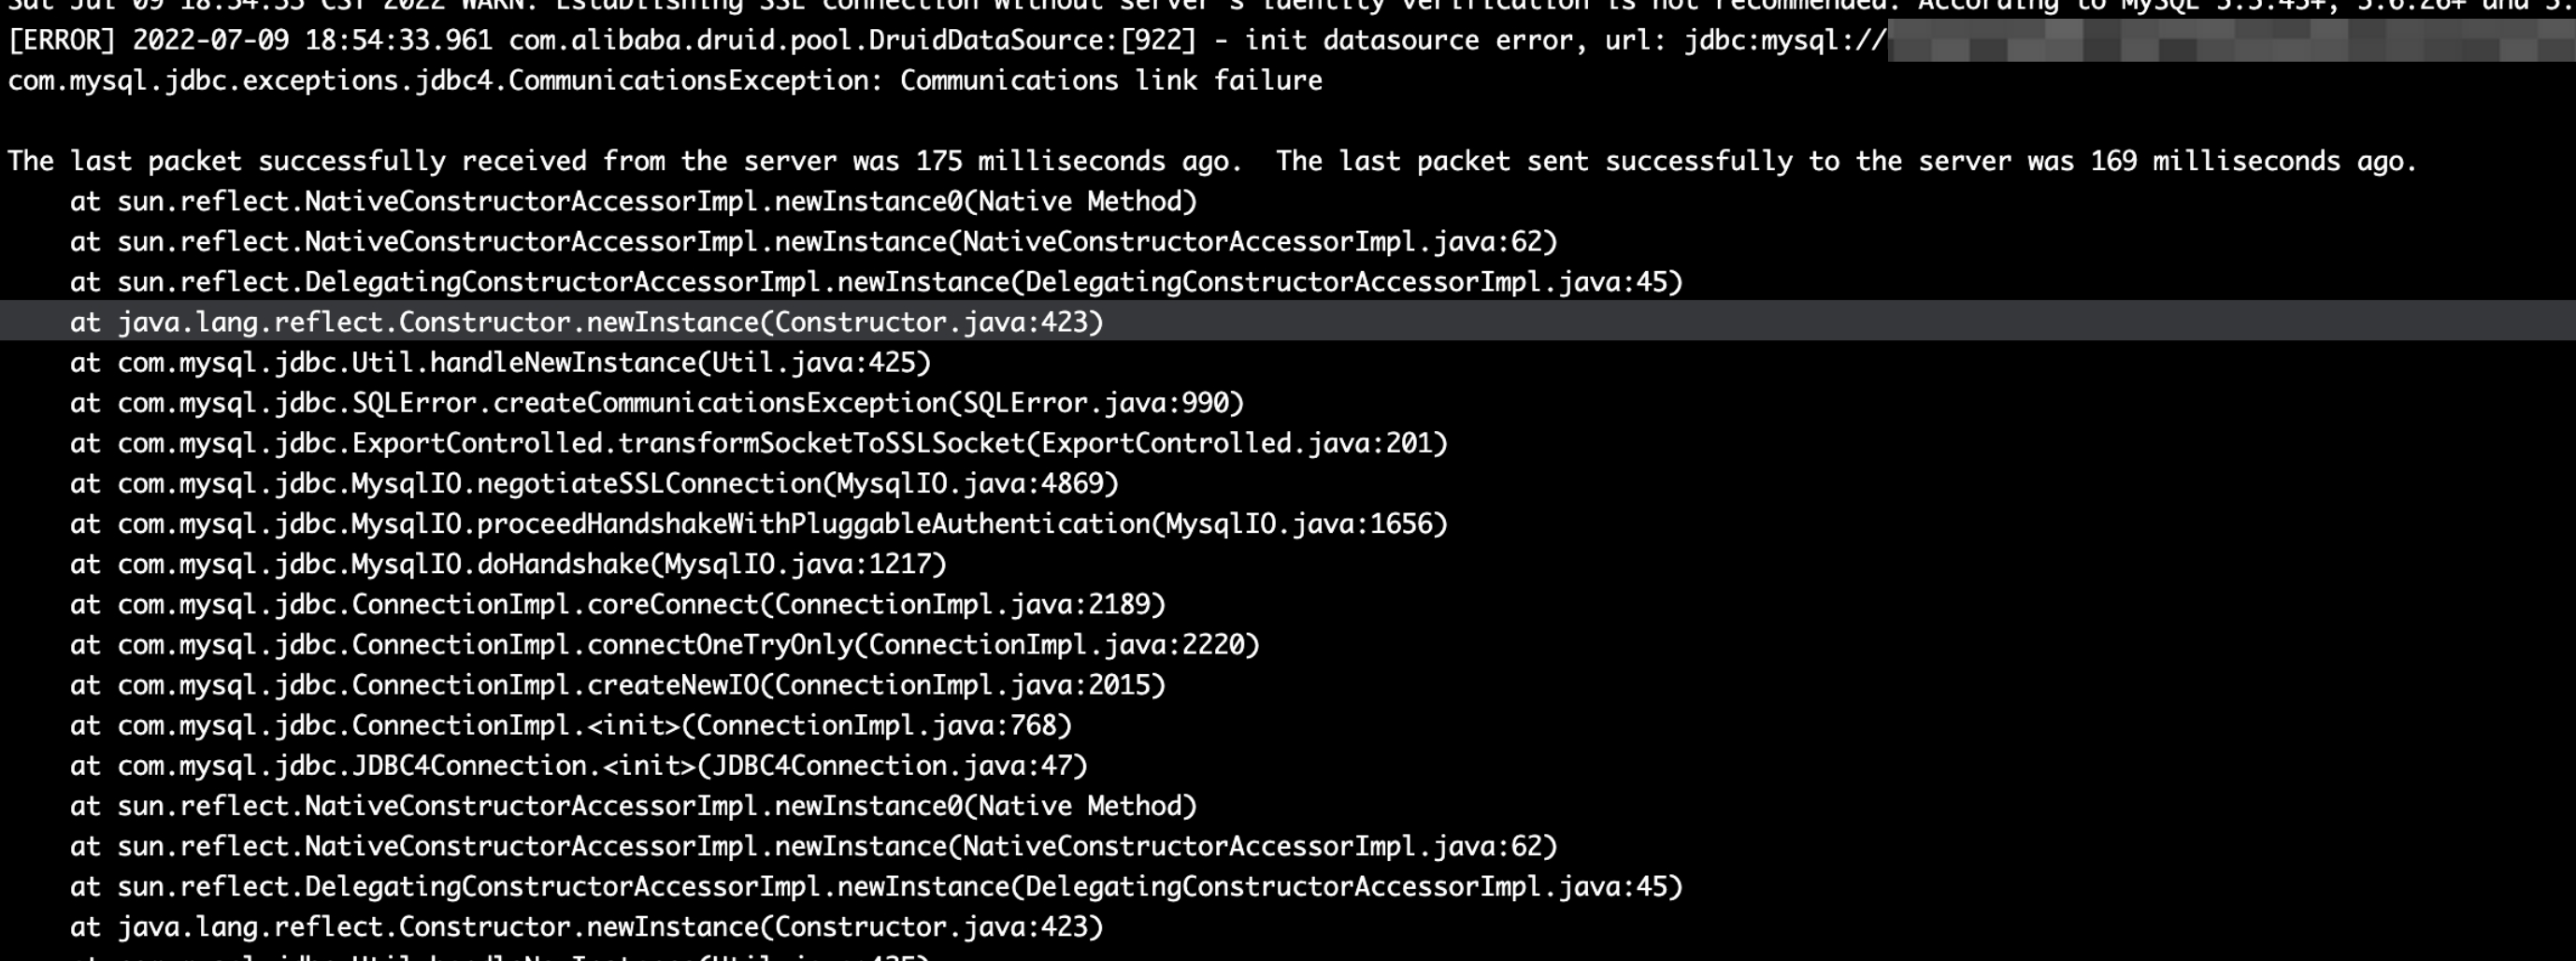 Sat Jul 09 18:54:33 CST 2022 WARN: Establishing SSL connection without server's identity verification is not recommended. According to MySQL 5.5.45+, 5.6.26+ and 5.
[ERROR] 2022-07-09 18:54:33.961 com.alibaba.druid.pool.DruidDataSource:[922] - init datasource error, url: jdbc:mysql://
com.mysql.jdbc.exceptions.jdbc4.CommunicationsException: Communications link failure
The last packet successfully received from the server was 175 milliseconds ago.  The last packet sent successfully to the server was 169 milliseconds ago.
at sun.reflect.NativeConstructorAccessorImpl.newInstance0(Native Method)
at sun.reflect.NativeConstructorAccessorImpl.newInstance(NativeConstructorAccessorImpl.java:62)
at sun.reflect.DelegatingConstructorAccessorImpl.newInstance(DelegatingConstructorAccessorImpl.java:45)
at java.lang.reflect.Constructor.newInstance(Constructor.java:423)
at com.mysql.jdbc.Util.handleNewInstance(Util.java:425)
at com.mysql.jdbc.SQLError.createCommunicationsException(SQLError.java:990)
at com.mysql.jdbc.ExportControlled.transformSocketToSSLSocket(ExportControlled.java:201)
at com.mysql.jdbc.MysqlIO.negotiateSSLConnection(MysqlIO.java:4869)
at com.mysql.jdbc.MysqlIO.proceedHandshakeWithPluggableAuthentication(MysqlIO.java:1656)
at com.mysql.jdbc.MysqlIO.doHandshake(MysqlIO.java:1217)
at com.mysql.jdbc.ConnectionImpl.coreConnect(ConnectionImpl.java:2189)
at com.mysql.jdbc.ConnectionImpl.connectOneTryOnly(ConnectionImpl.java:2220)
at com.mysql.jdbc.ConnectionImpl.createNewIO(ConnectionImpl.java:2015)
at com.mysql.jdbc.ConnectionImpl.<init>(ConnectionImpl.java:768)
at com.mysql.jdbc.JDBC4Connection.<init>(JDBC4Connection.java:47)
at sun.reflect.NativeConstructorAccessorImpl.newInstance0(Native Method)
at sun.reflect.NativeConstructorAccessorImpl.newInstance(NativeConstructorAccessorImpl.java:62)
at sun.reflect.DelegatingConstructorAccessorImpl.newInstance(DelegatingConstructorAccessorImpl.java:45)
at java.lang.reflect.Constructor.newInstance(Constructor.java:423)
at com.mysql.jdbc.Util.handleNewInstance(Util.java:425)